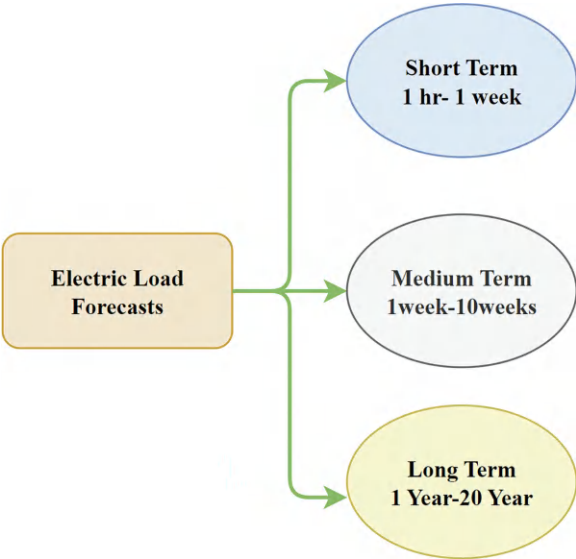 Short Term
1 hr- 1 week
Electric Load
Forecasts
Medium Term
1week-10weeks
Long Term
1 Year-20 Year